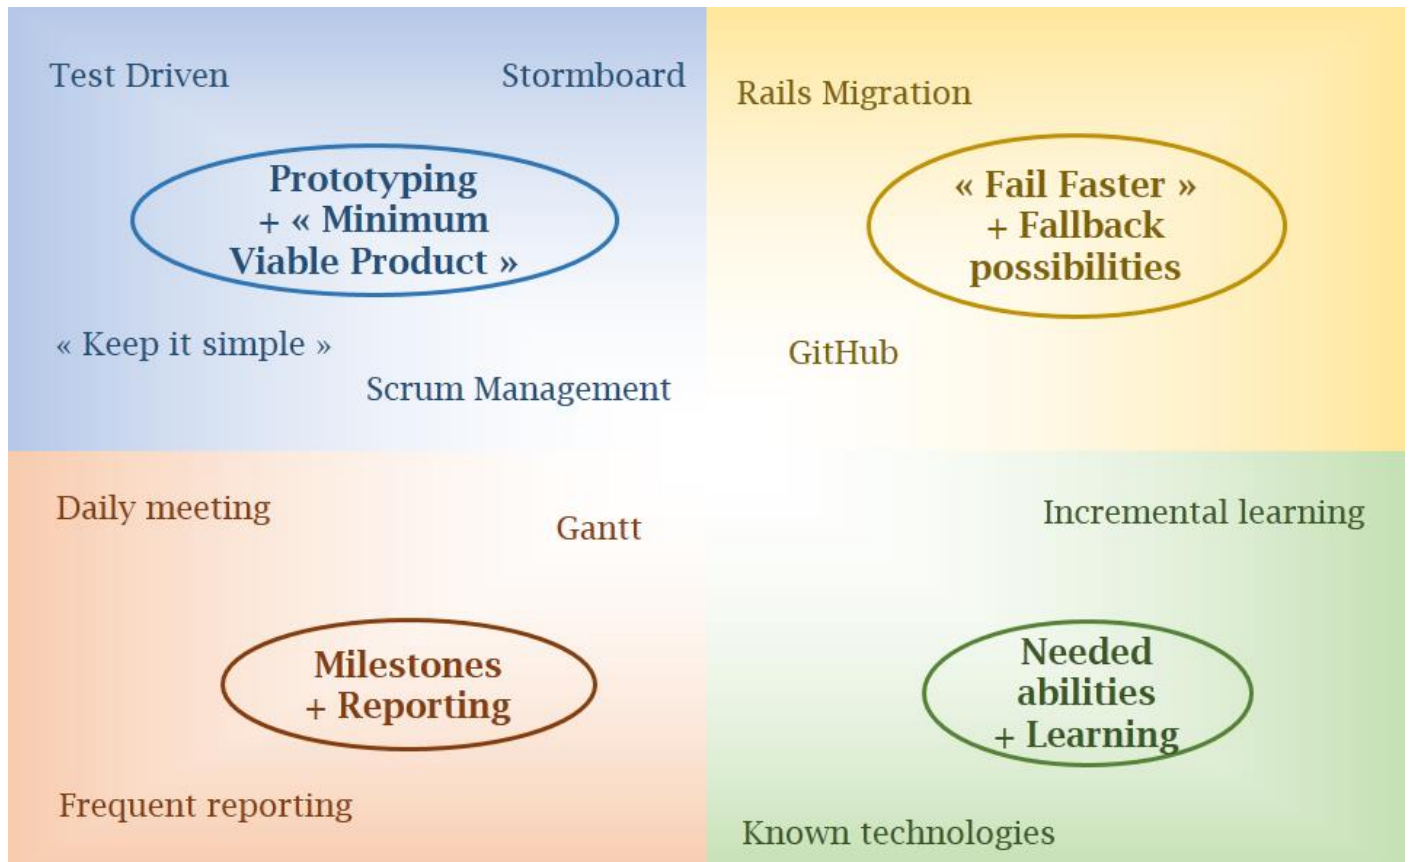 Test Driven
Stormboard
Prototyping
+ « Minimum
Viable Product »
« Keep it simple »
Scrum Management
Rails Migration
« Fail Faster »
+ Fallback
possibilities
GitHub
Daily meeting
Gantt
Milestones
+ Reporting
Frequent reporting
Incremental learning
Needed
abilities
+ Learning
Known technologies